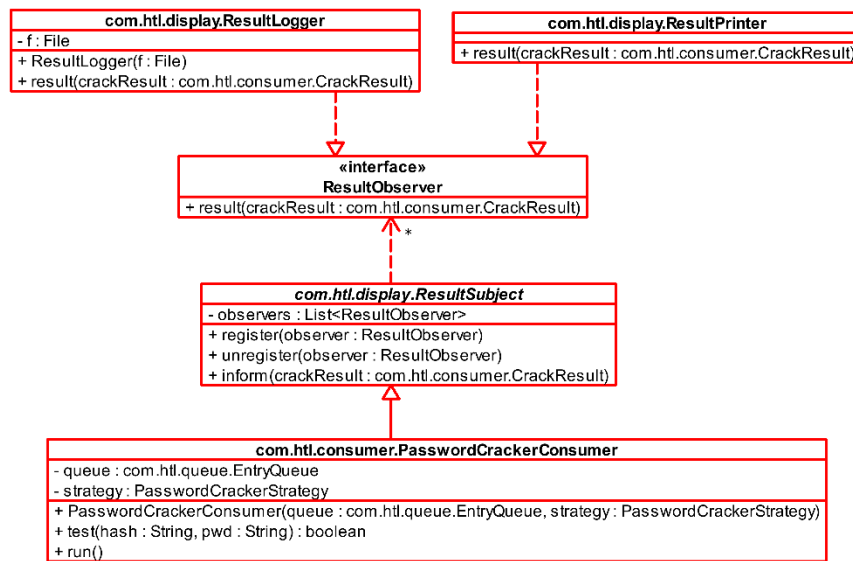 com.htl.display.ResultLogger
- f : File
+ ResultLogger(f : File)
+ result(crackResult : com.htl.consumer.CrackResult)
com.htl.display.ResultPrinter
+ result(crackResult : com.htl.consumer.CrackResult)
«interface»
ResultObserver
+ result(crackResult : com.htl.consumer.CrackResult)
*
com.htl.display.ResultSubject
- observers : List<ResultObserver>
+ register(observer : ResultObserver)
+ unregister(observer : ResultObserver)
+ inform(crackResult : com.htl.consumer.CrackResult)
com.htl.consumer.PasswordCrackerConsumer
- queue : com.htl.queue.EntryQueue
- strategy : PasswordCrackerStrategy
+ PasswordCrackerConsumer(queue : com.htl.queue.EntryQueue, strategy : PasswordCrackerStrategy)
+ test(hash : String, pwd : String) : boolean
+ run()